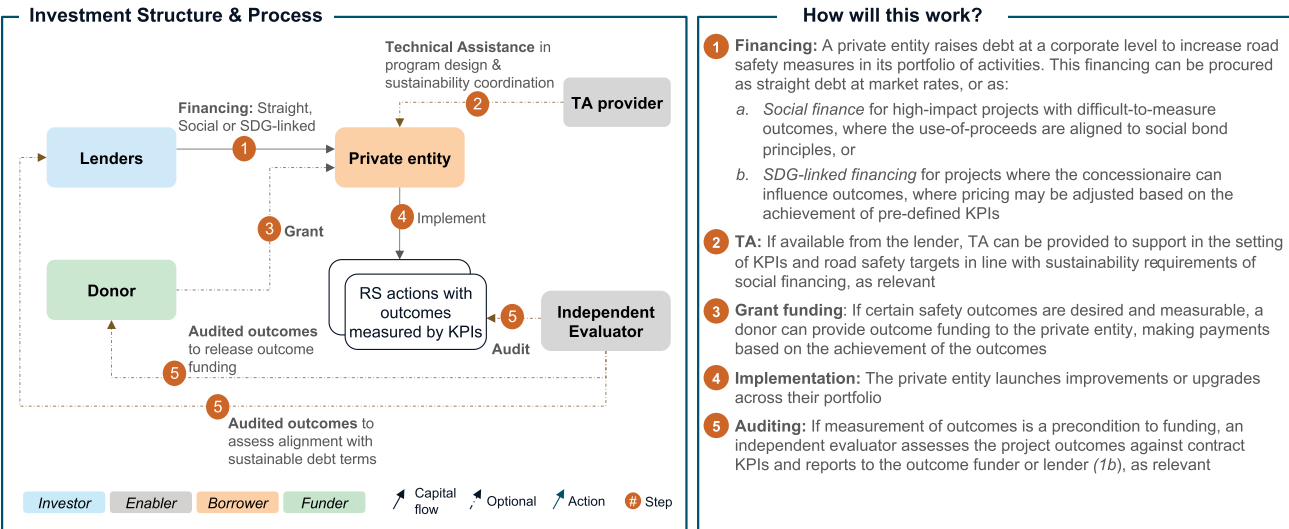 Investment Structure & Process
Technical Assistance in
program design &
sustainability coordination
TA provider
2
Financing: Straight,
Social or SDG-linked
Lenders
1
Private entity
3
Grant
4
Implement
Donor
RS actions with
outcomes
measured by KPIs
5
Audit
Independent
Evaluator
Audited outcomes
to release outcome
funding
5
5
Audited outcomes to
assess alignment with
sustainable debt terms
Investor
Enabler
Borrower
Funder
Capital
flow
Optional
Action
# Step
How will this work?
1 Financing: A private entity raises debt at a corporate level to increase road
safety measures in its portfolio of activities. This financing can be procured
as straight debt at market rates, or as:
a. Social finance for high-impact projects with difficult-to-measure
outcomes, where the use-of-proceeds are aligned to social bond
principles, or
b. SDG-linked financing for projects where the concessionaire can
influence outcomes, where pricing may be adjusted based on the
achievement of pre-defined KPIs
2 TA: If available from the lender, TA can be provided to support in the setting
of KPIs and road safety targets in line with sustainability requirements of
social financing, as relevant
3 Grant funding: If certain safety outcomes are desired and measurable, a
donor can provide outcome funding to the private entity, making payments
based on the achievement of the outcomes
4 Implementation: The private entity launches improvements or upgrades
across their portfolio
5 Auditing: If measurement of outcomes is a precondition to funding, an
independent evaluator assesses the project outcomes against contract
KPIs and reports to the outcome funder or lender (1b), as relevant